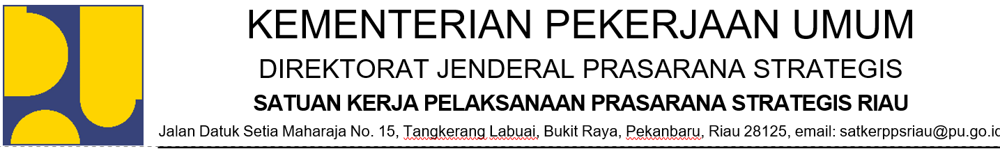 KEMENTERIAN PEKERJAAN UMUM
DIREKTORAT JENDERAL PRASARANA STRATEGIS
SATUAN KERJA PELAKSANAAN PRASARANA STRATEGIS RIAU
Jalan Datuk Setia Maharaja No. 15, Tangkerang Labuai, Bukit Raya, Pekanbaru, Riau 28125, email: satkerppsriau@pu.go.id